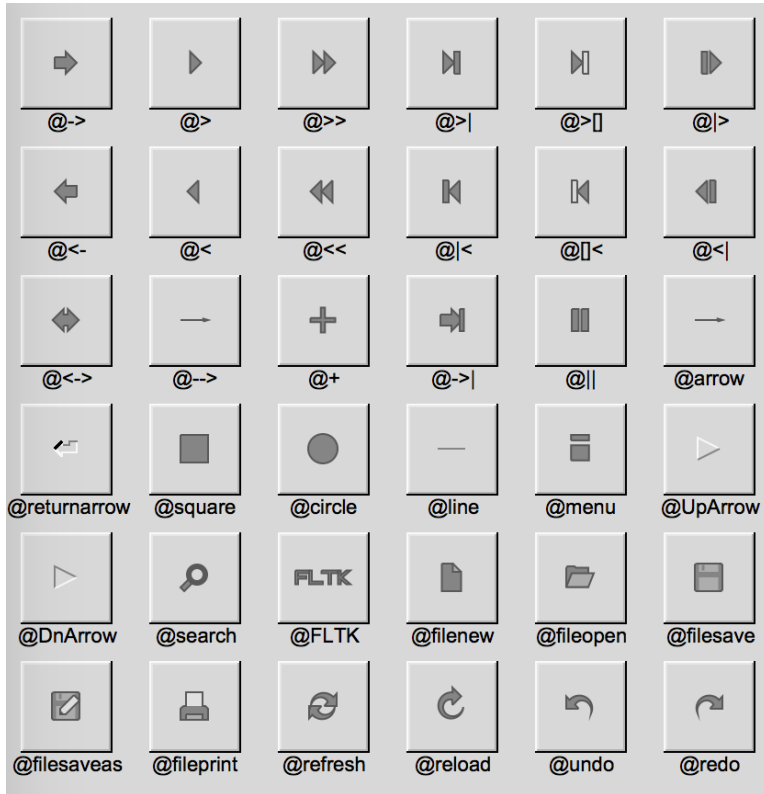 @-> @> @>> @>| @>[] @|>
@<- @< @<< @|< @[]< @<|
@<-> @--> @+ @->| @|| @arrow
@returnarrow @square @circle @line @menu @UpArrow
FLTK
@DnArrow @search @FLTK @filenew @fileopen @filesave
@filesaveas @fileprint @refresh @reload @undo @redo